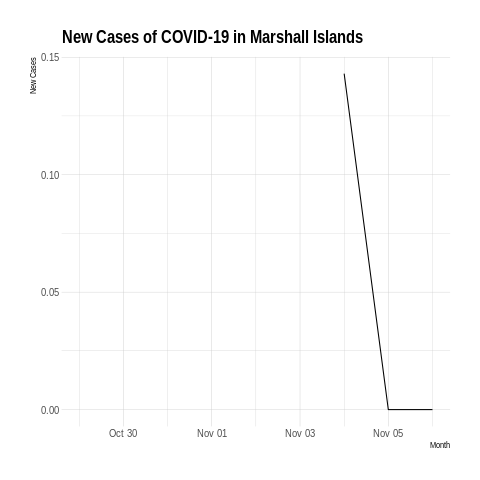 New Cases of COVID-19 in Marshall Islands
New Cases
0.15
0.10
0.05
0.00
Oct 30 Nov 01 Nov 03 Nov 05
Month